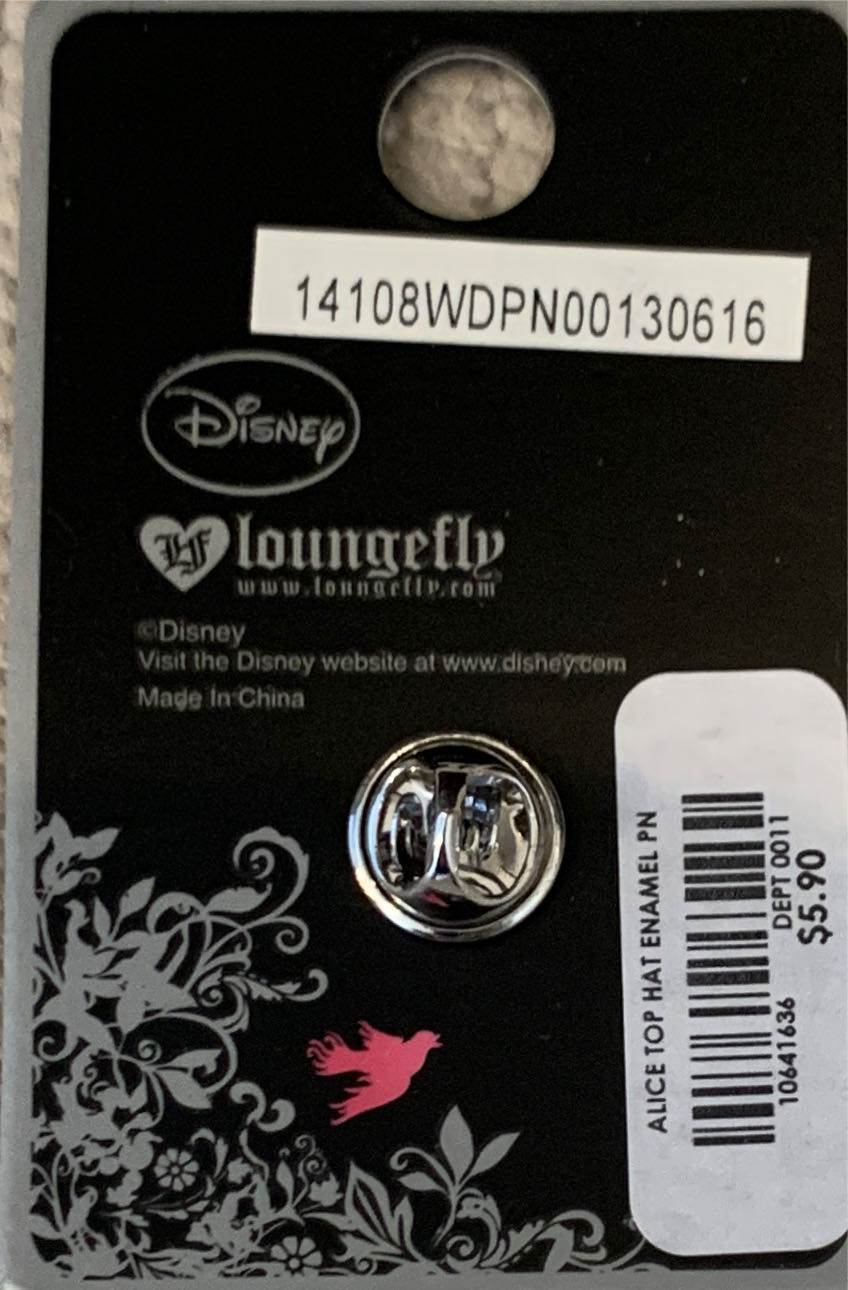 14108WDPN00130616
Disney
LF loungefly
www.loungefly.com
©Disney
Visit the Disney website at www.disney.com
Made In China
ALICE TOP HAT ENAMEL PN
10641636
DEPT 0011
$5.90